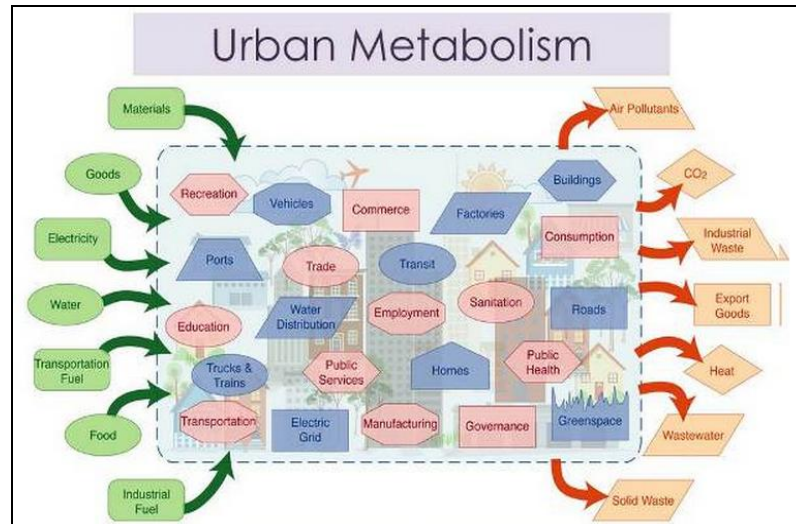 Urban Metabolism
Materials
Air Pollutants
Goods
CO₂
Recreation
Vehicles
Commerce
Factories
Buildings
Electricity
Ports
Trade
Transit
Consumption
Industrial
Waste
Water
Education
Water
Distribution
Employment
Sanitation
Roads
Export
Goods
Transportation
Fuel
Trucks &
Trains
Public
Services
Homes
Public
Health
Heat
Food
Transportation
Electric
Grid
Manufacturing
Governance
Greenspace
Wastewater
Industrial
Fuel
Solid Waste